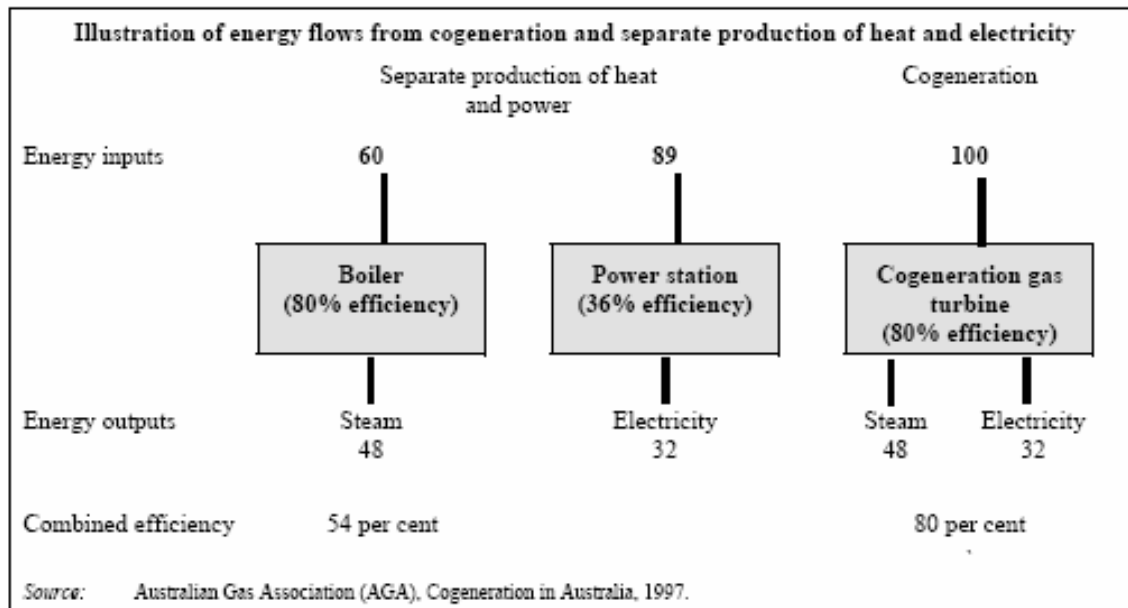 Illustration of energy flows from cogeneration and separate production of heat and electricity
Separate production of heat
and power
Cogeneration
Energy inputs 60 89 100
Boiler
(80% efficiency)
Power station
(36% efficiency)
Cogeneration gas
turbine
(80% efficiency)
Energy outputs Steam Electricity Steam Electricity
48 32 48 32
Combined efficiency 54 per cent 80 per cent
Source: Australian Gas Association (AGA), Cogeneration in Australia, 1997.